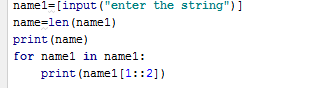 name1=[input("enter the string")]
name=len(name1)
print(name)
for name1 in name1:
    print(name1[1::2])